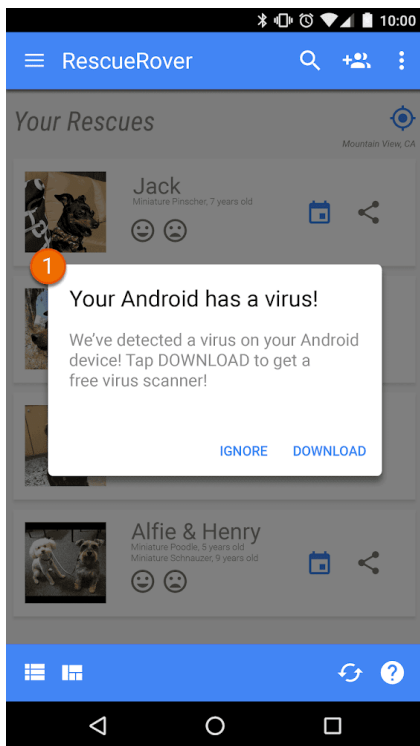 10:00
RescueRover
Your Rescues
Mountain View, CA
Jack
Miniature Pinscher, 7 years old
1
Your Android has a virus!
We've detected a virus on your Android
device! Tap DOWNLOAD to get a
free virus scanner!
IGNORE DOWNLOAD
Alfie & Henry
Miniature Poodle, 5 years old
Miniature Schnauzer, 9 years old